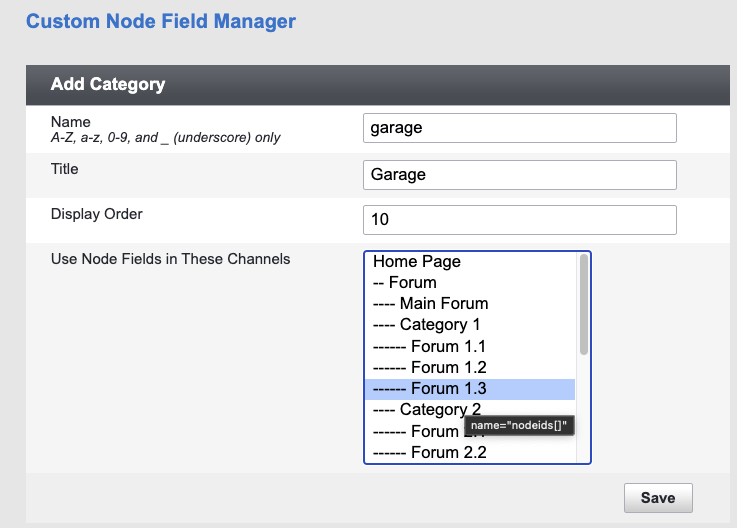 Custom Node Field Manager
Add Category
Name
A-Z, a-z, 0-9, and _ (underscore) only
garage
Title
Garage
Display Order
10
Use Node Fields in These Channels
Home Page
-- Forum
---- Main Forum
---- Category 1
------ Forum 1.1
------ Forum 1.2
------ Forum 1.3
---- Category 2
------ Forum
name="nodeids[]"
------ Forum 2.2
Save